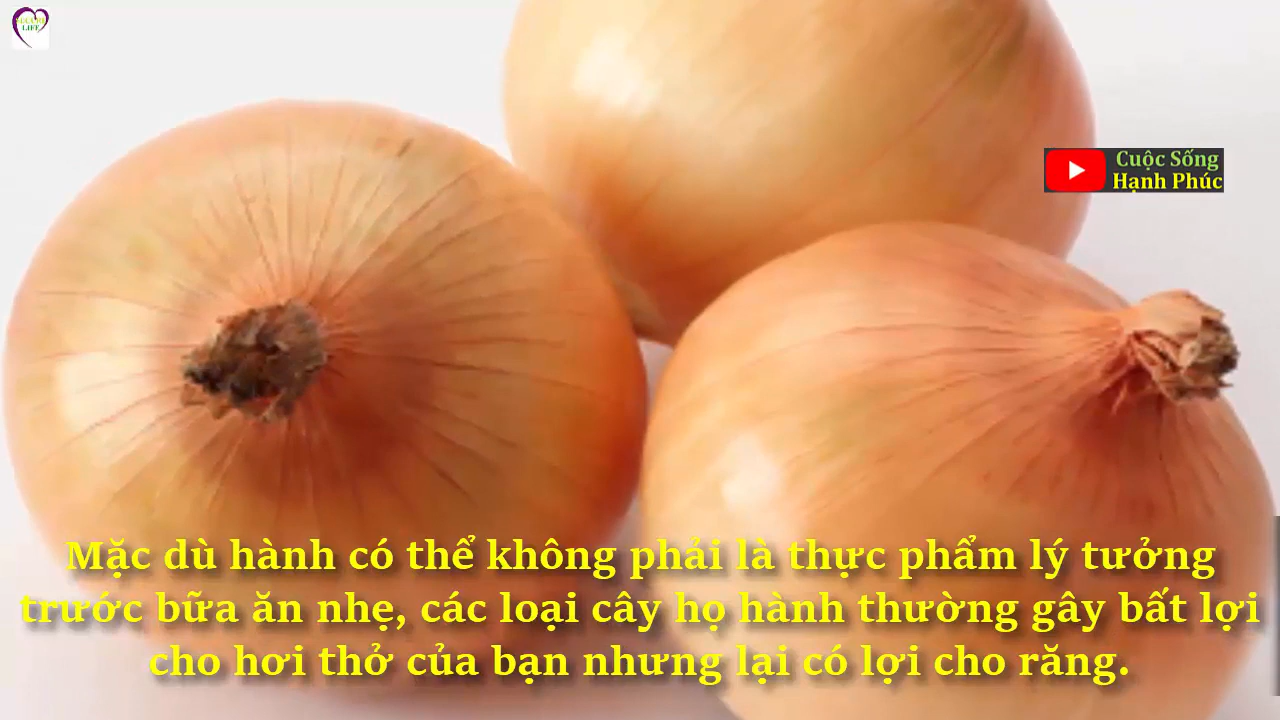 LIFE
Cuộc Sống
Hạnh Phúc
Mặc dù hành có thể không phải là thực phẩm lý tưởng
trước bữa ăn nhẹ, các loại cây họ hành thường gây bất lợi
cho hơi thở của bạn nhưng lại có lợi cho răng.